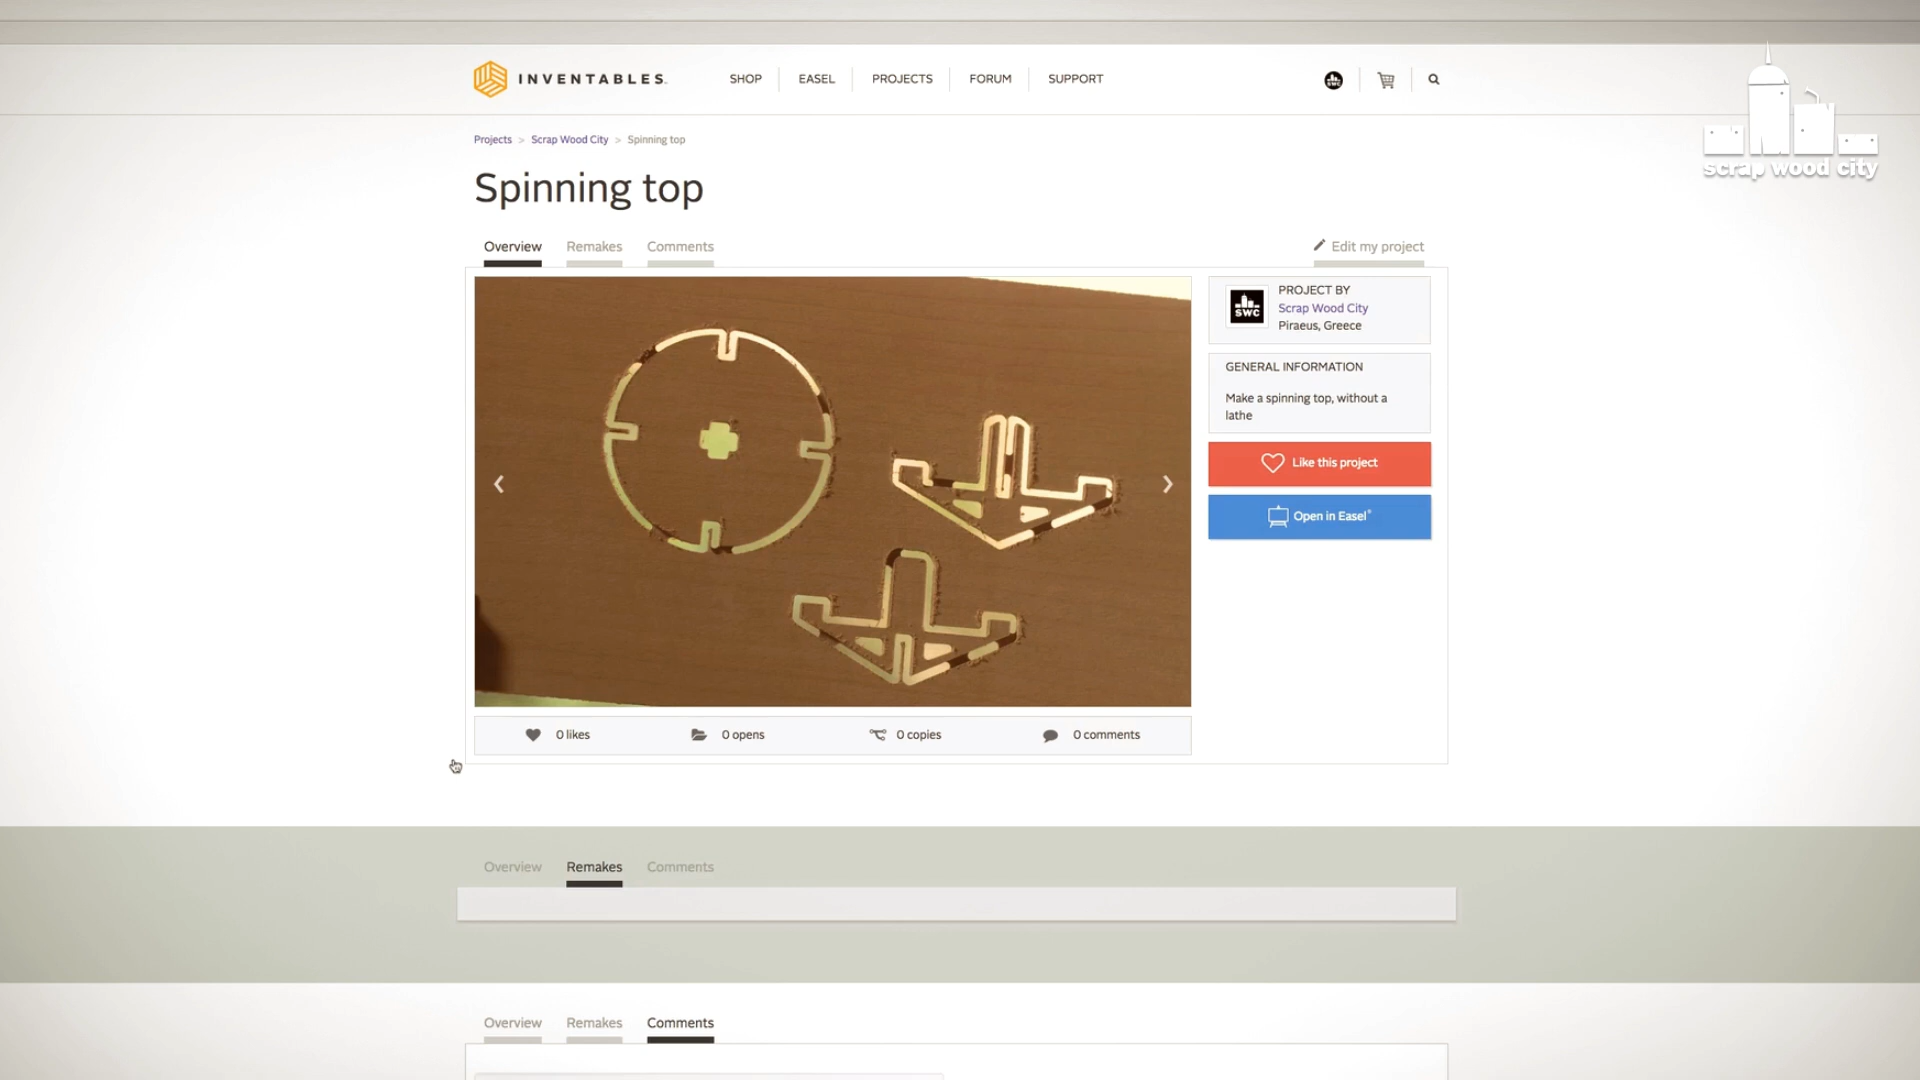 INVENTABLES
SHOP
EASEL
PROJECTS
FORUM
SUPPORT
scrap wood city
Projects > Scrap Wood City > Spinning top
Spinning top
Overview
Remakes
Comments
Edit my project
SWC
PROJECT BY
Scrap Wood City
Piraeus, Greece
GENERAL INFORMATION
Make a spinning top, without a
lathe
Like this project
Open in Easel®
0 likes
0 opens
0 copies
0 comments
Overview
Remakes
Comments
Overview
Remakes
Comments